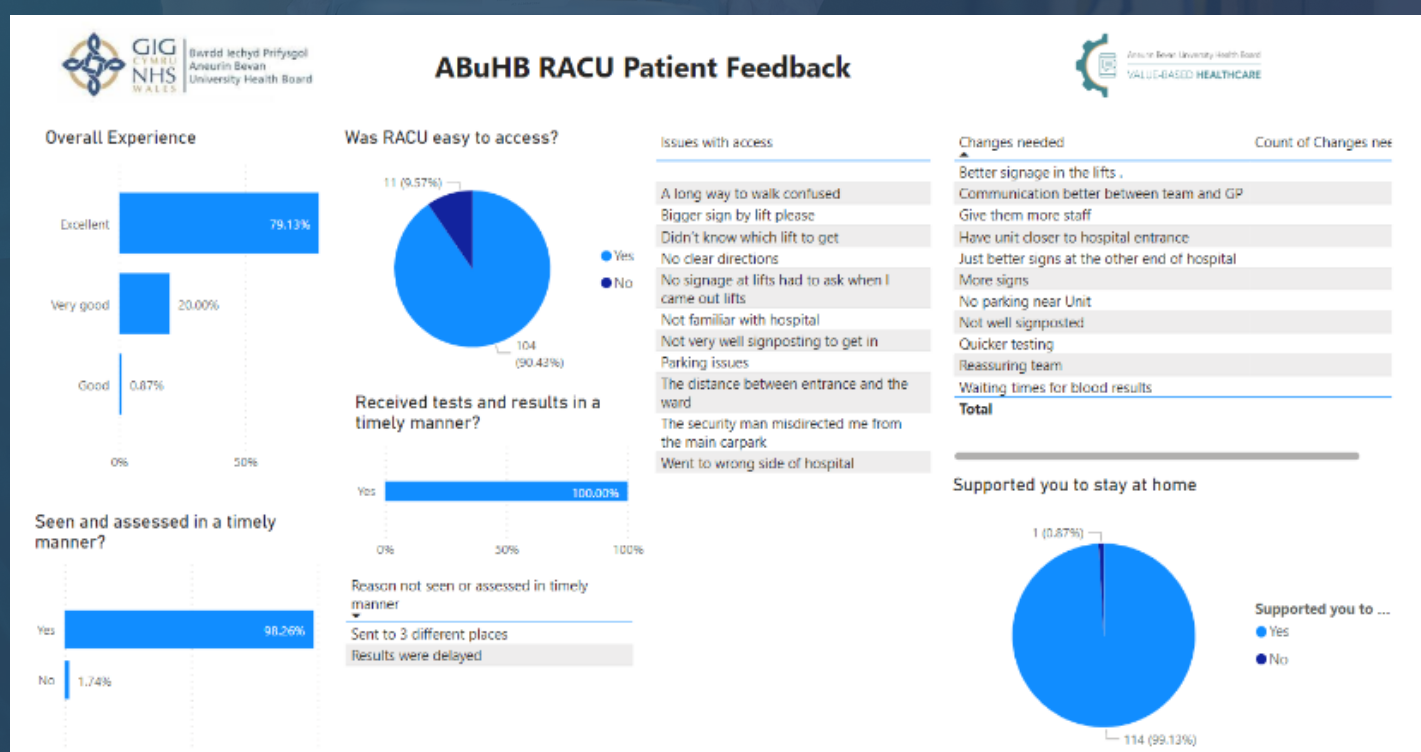 GIG
CYMRU
NHS
WALES
Bwrdd Iechyd Prifysgol
Aneurin Bevan
University Health Board
ABuHB RACU Patient Feedback
Aneurin Bevan University Health Board
VALUE-BASED HEALTHCARE
Overall Experience
Excellent
79.13%
Very good
20.00%
Good
0.87%
0%
50%
Seen and assessed in a timely
manner?
Yes
98.26%
No
1.74%
Was RACU easy to access?
11 (9.57%)
Yes
No
104
(90.43%)
Received tests and results in a
timely manner?
Yes
100.00%
0%
50%
100%
Reason not seen or assessed in timely
manner
Sent to 3 different places
Results were delayed
Issues with access
A long way to walk confused
Bigger sign by lift please
Didn't know which lift to get
No clear directions
No signage at lifts had to ask when I
came out lifts
Not familiar with hospital
Not very well signposting to get in
Parking issues
The distance between entrance and the
ward
The security man misdirected me from
the main carpark
Went to wrong side of hospital
Changes needed
Count of Changes nee
Better signage in the lifts .
Communication better between team and GP
Give them more staff
Have unit closer to hospital entrance
Just better signs at the other end of hospital
More signs
No parking near Unit
Not well signposted
Quicker testing
Reassuring team
Waiting times for blood results
Total
Supported you to stay at home
1 (0.87%)
Supported you to ...
Yes
No
114 (99.13%)